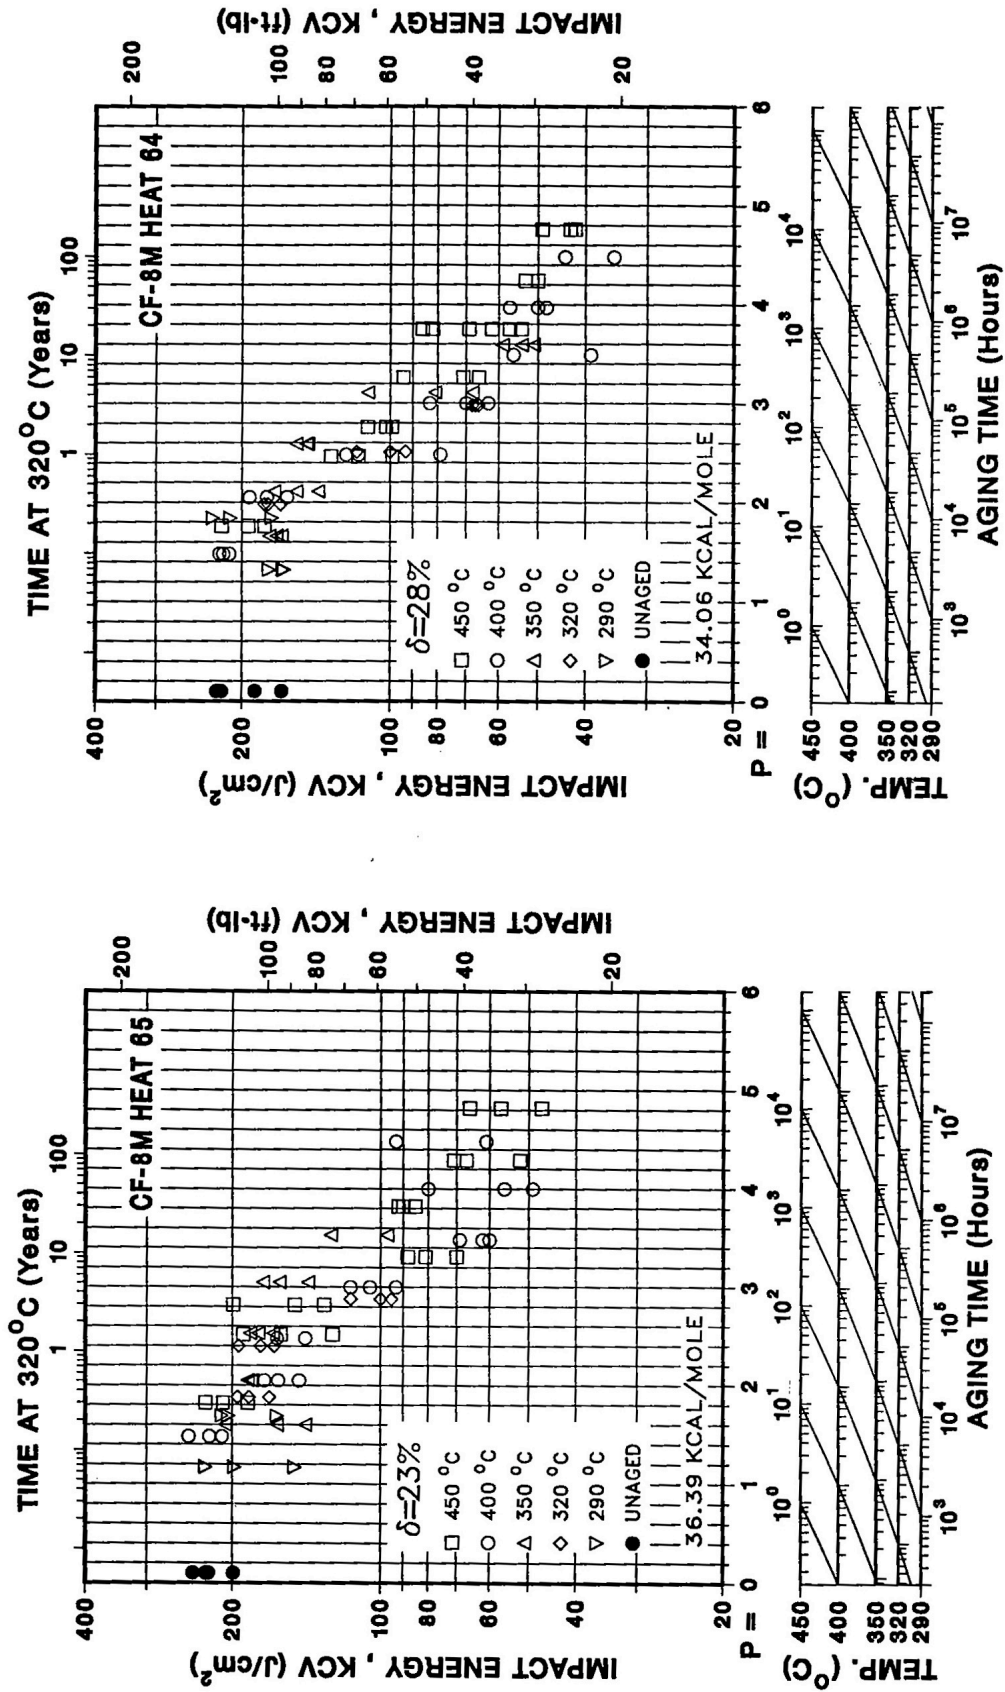 TIME AT 320°C (Years)
1 10 100
CF-8M HEAT 65
IMPACT ENERGY, KCV (J/cm²)
400
200
100
80
60
40
20
IMPACT ENERGY, KCV (ft·lb)
200
100
80
60
40
20
δ=23%
450 °C
400 °C
350 °C
320 °C
290 °C
UNAGED
36.39 KCAL/MOLE
P = 0 1 2 3 4 5 6
10⁰ 10¹ 10² 10³ 10⁴
TEMP. (°C)
450
400
350
320
290
10³ 10⁴ 10⁵ 10⁶ 10⁷
AGING TIME (Hours)
TIME AT 320°C (Years)
1 10 100
CF-8M HEAT 64
IMPACT ENERGY, KCV (J/cm²)
400
200
100
80
60
40
20
IMPACT ENERGY, KCV (ft·lb)
200
100
80
60
40
20
δ=28%
450 °C
400 °C
350 °C
320 °C
290 °C
UNAGED
34.06 KCAL/MOLE
P = 0 1 2 3 4 5 6
10⁰ 10¹ 10² 10³ 10⁴
TEMP. (°C)
450
400
350
320
290
10³ 10⁴ 10⁵ 10⁶ 10⁷
AGING TIME (Hours)